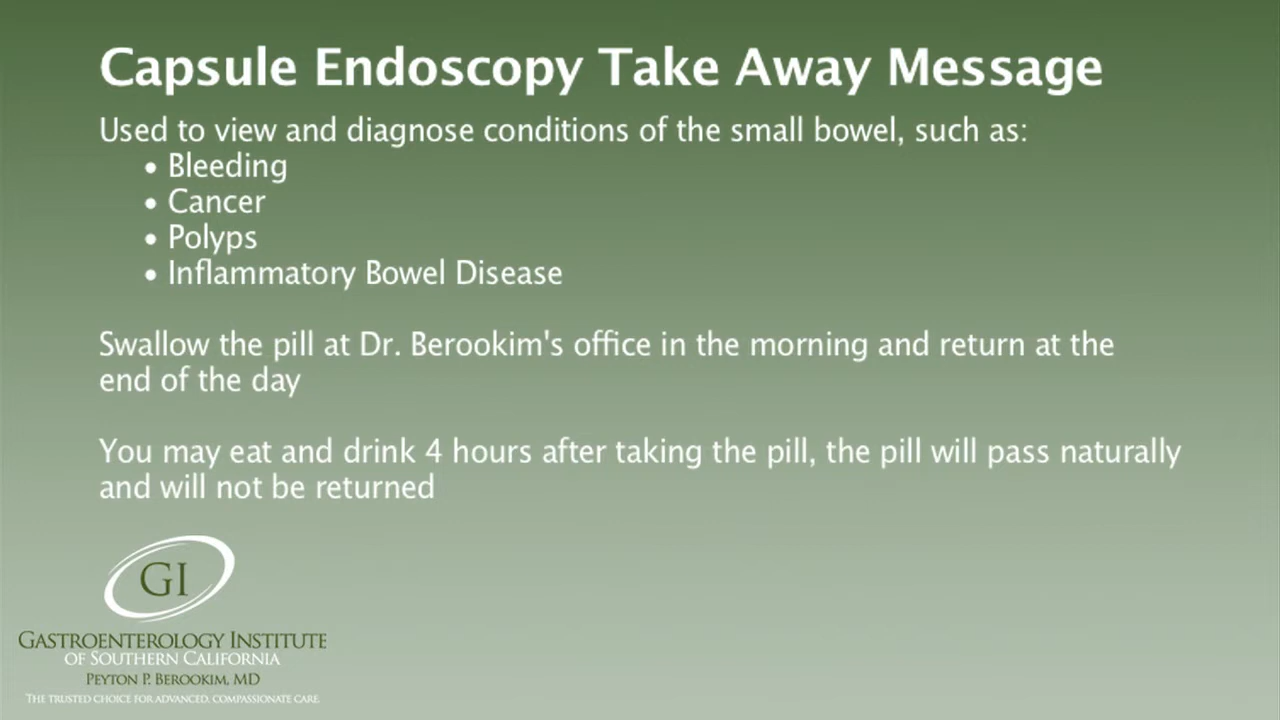 Capsule Endoscopy Take Away Message
Used to view and diagnose conditions of the small bowel, such as:
• Bleeding
• Cancer
• Polyps
• Inflammatory Bowel Disease
Swallow the pill at Dr. Berookim's office in the morning and return at the
end of the day
You may eat and drink 4 hours after taking the pill, the pill will pass naturally
and will not be returned
GI
GASTROENTEROLOGY INSTITUTE
OF SOUTHERN CALIFORNIA
PEYTON P. BEROOKIM, MD
THE TRUSTED CHOICE FOR ADVANCED, COMPASSIONATE CARE.